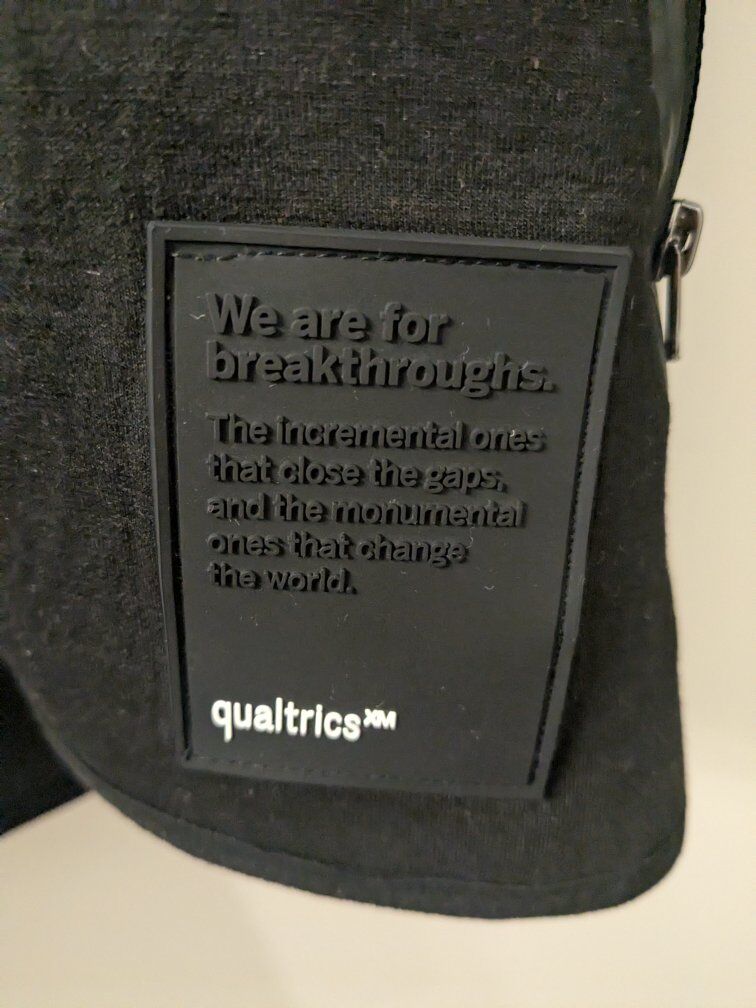 We are for
breakthroughs.
The incremental ones
that close the gaps,
and the monumental
ones that change
the world.
qualtrics XM